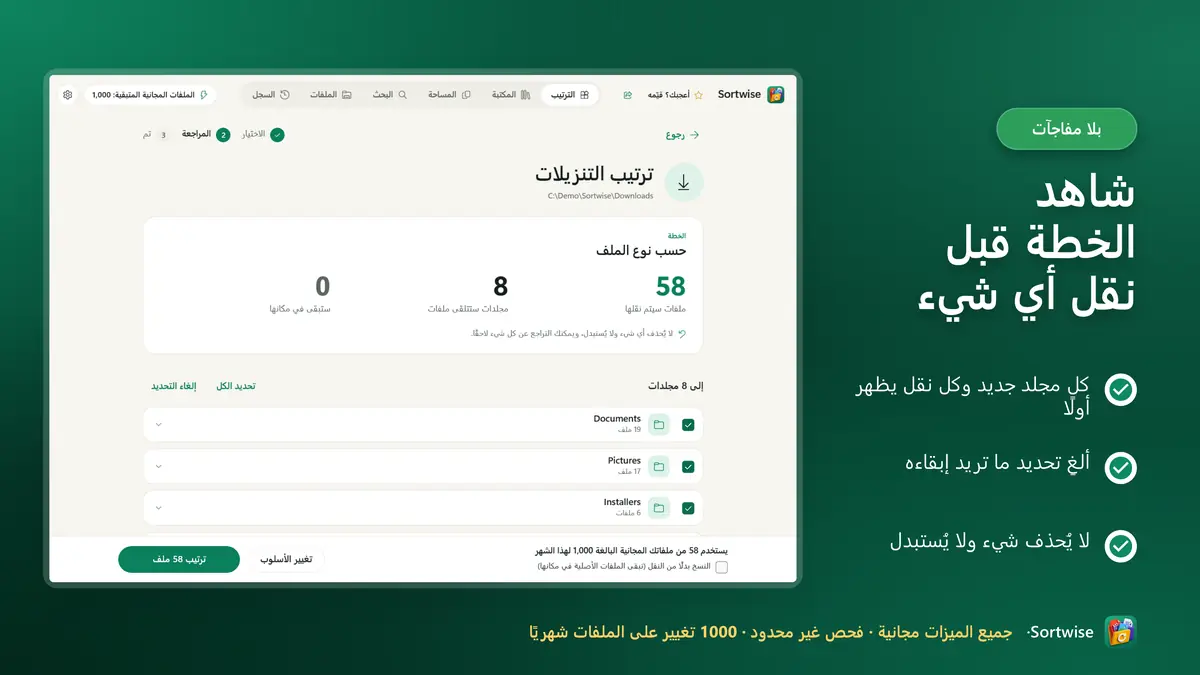 بلا مفاجآت
شاهد
الخطة قبل
نقل أي شيء
كل مجلد جديد وكل نقل يظهر
أولًا
ألغِ تحديد ما تريد إبقاءه
لا يُحذف شيء ولا يُستبدل
Sortwise
أعجبك؟ قيّمه
الترتيب
المكتبة
المساحة
البحث
الملفات
السجل
الملفات المجانية المتبقية: 1,000
رجوع
الاختيار
2 المراجعة
3 تم
ترتيب التنزيلات
C:\Demo\Sortwise\Downloads
الخطة
حسب نوع الملف
58
ملفات سيتم نقلها
8
مجلدات ستتلقى ملفات
0
ستبقى في مكانها
لا يُحذف أي شيء ولا يُستبدل، ويمكنك التراجع عن كل شيء لاحقًا.
إلى 8 مجلدات
تحديد الكل
إلغاء التحديد
Documents
19 ملف
Pictures
17 ملف
Installers
6 ملفات
يستخدم 58 من ملفاتك المجانية البالغة 1,000 لهذا الشهر
النسخ بدلًا من النقل (تبقى الملفات الأصلية في مكانها)
تغيير الأسلوب
ترتيب 58 ملف
Sortwise· جميع الميزات مجانية · فحص غير محدود · 1000 تغيير على الملفات شهريًا